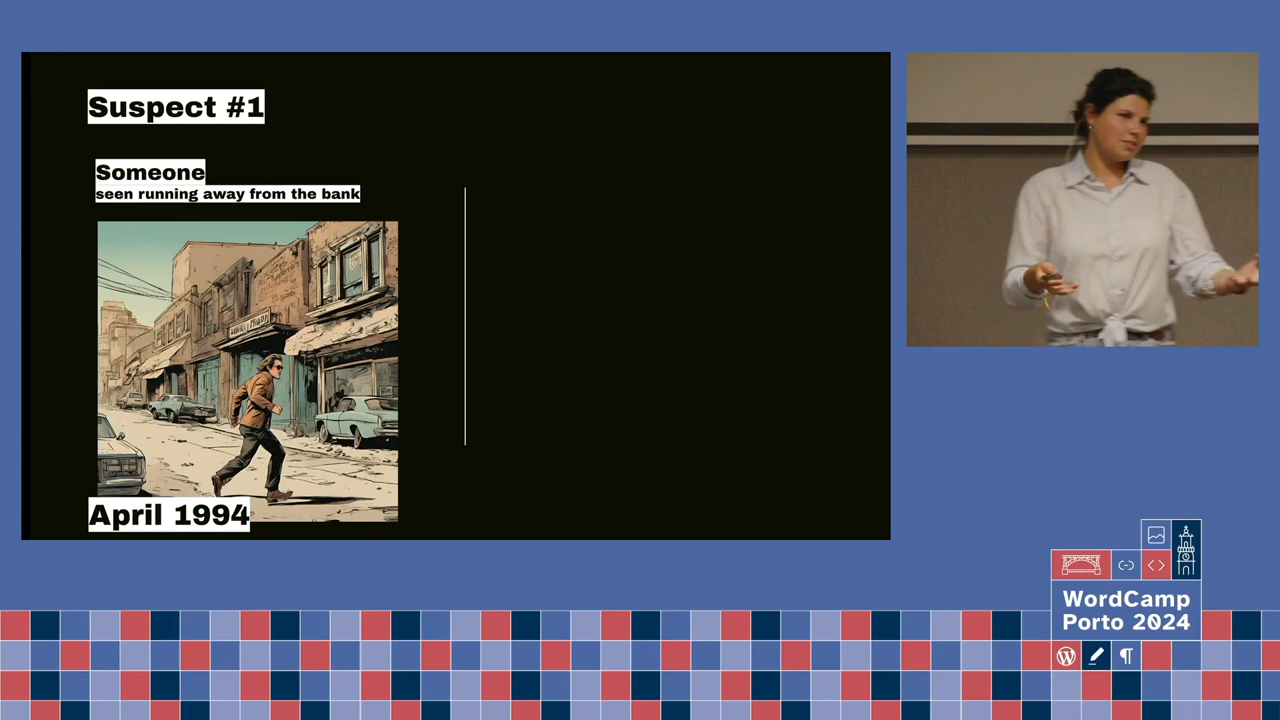 Suspect #1
Someone
seen running away from the bank
April 1994
WordCamp
Porto 2024